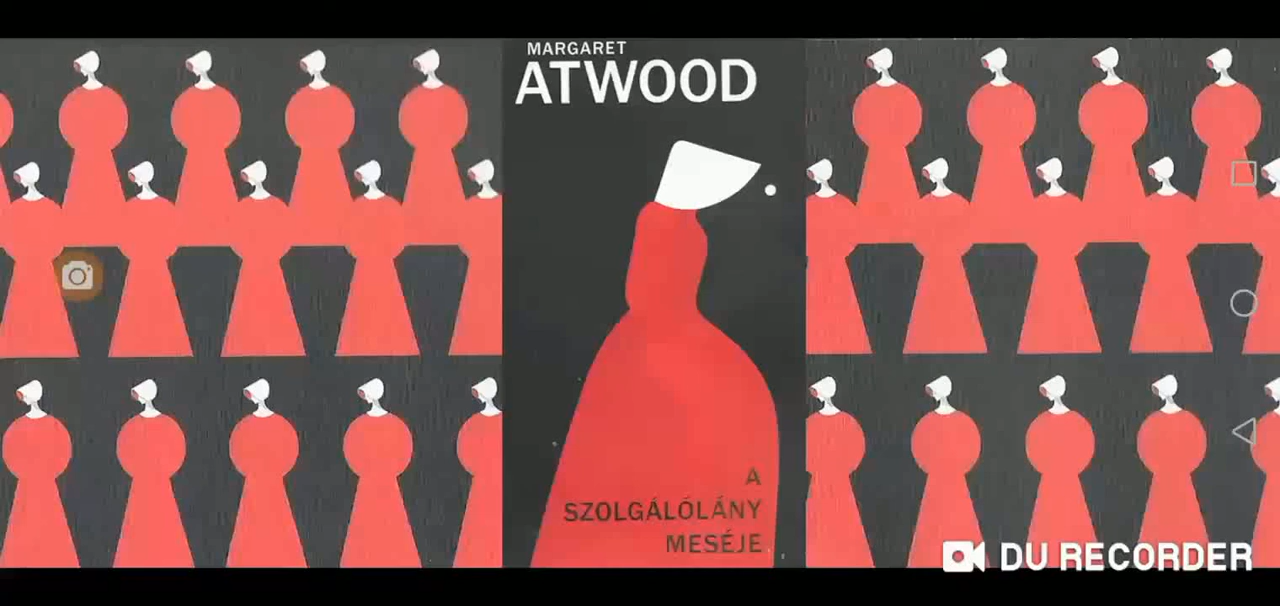 MARGARET
ATWOOD
A
SZOLGÁLÓLÁNY
MESÉJE
DU RECORDER